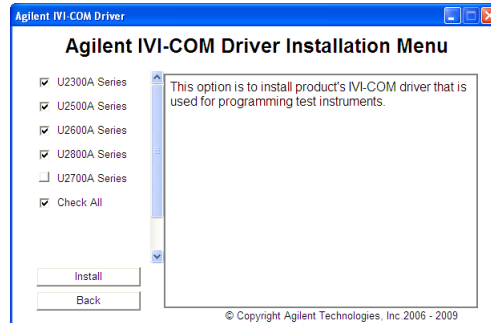 Agilent IVI-COM Driver
Agilent IVI-COM Driver Installation Menu
U2300A Series
U2500A Series
U2600A Series
U2800A Series
U2700A Series
Check All
This option is to install product's IVI-COM driver that is
used for programming test instruments.
Install
Back
© Copyright Agilent Technologies, Inc.2006 - 2009